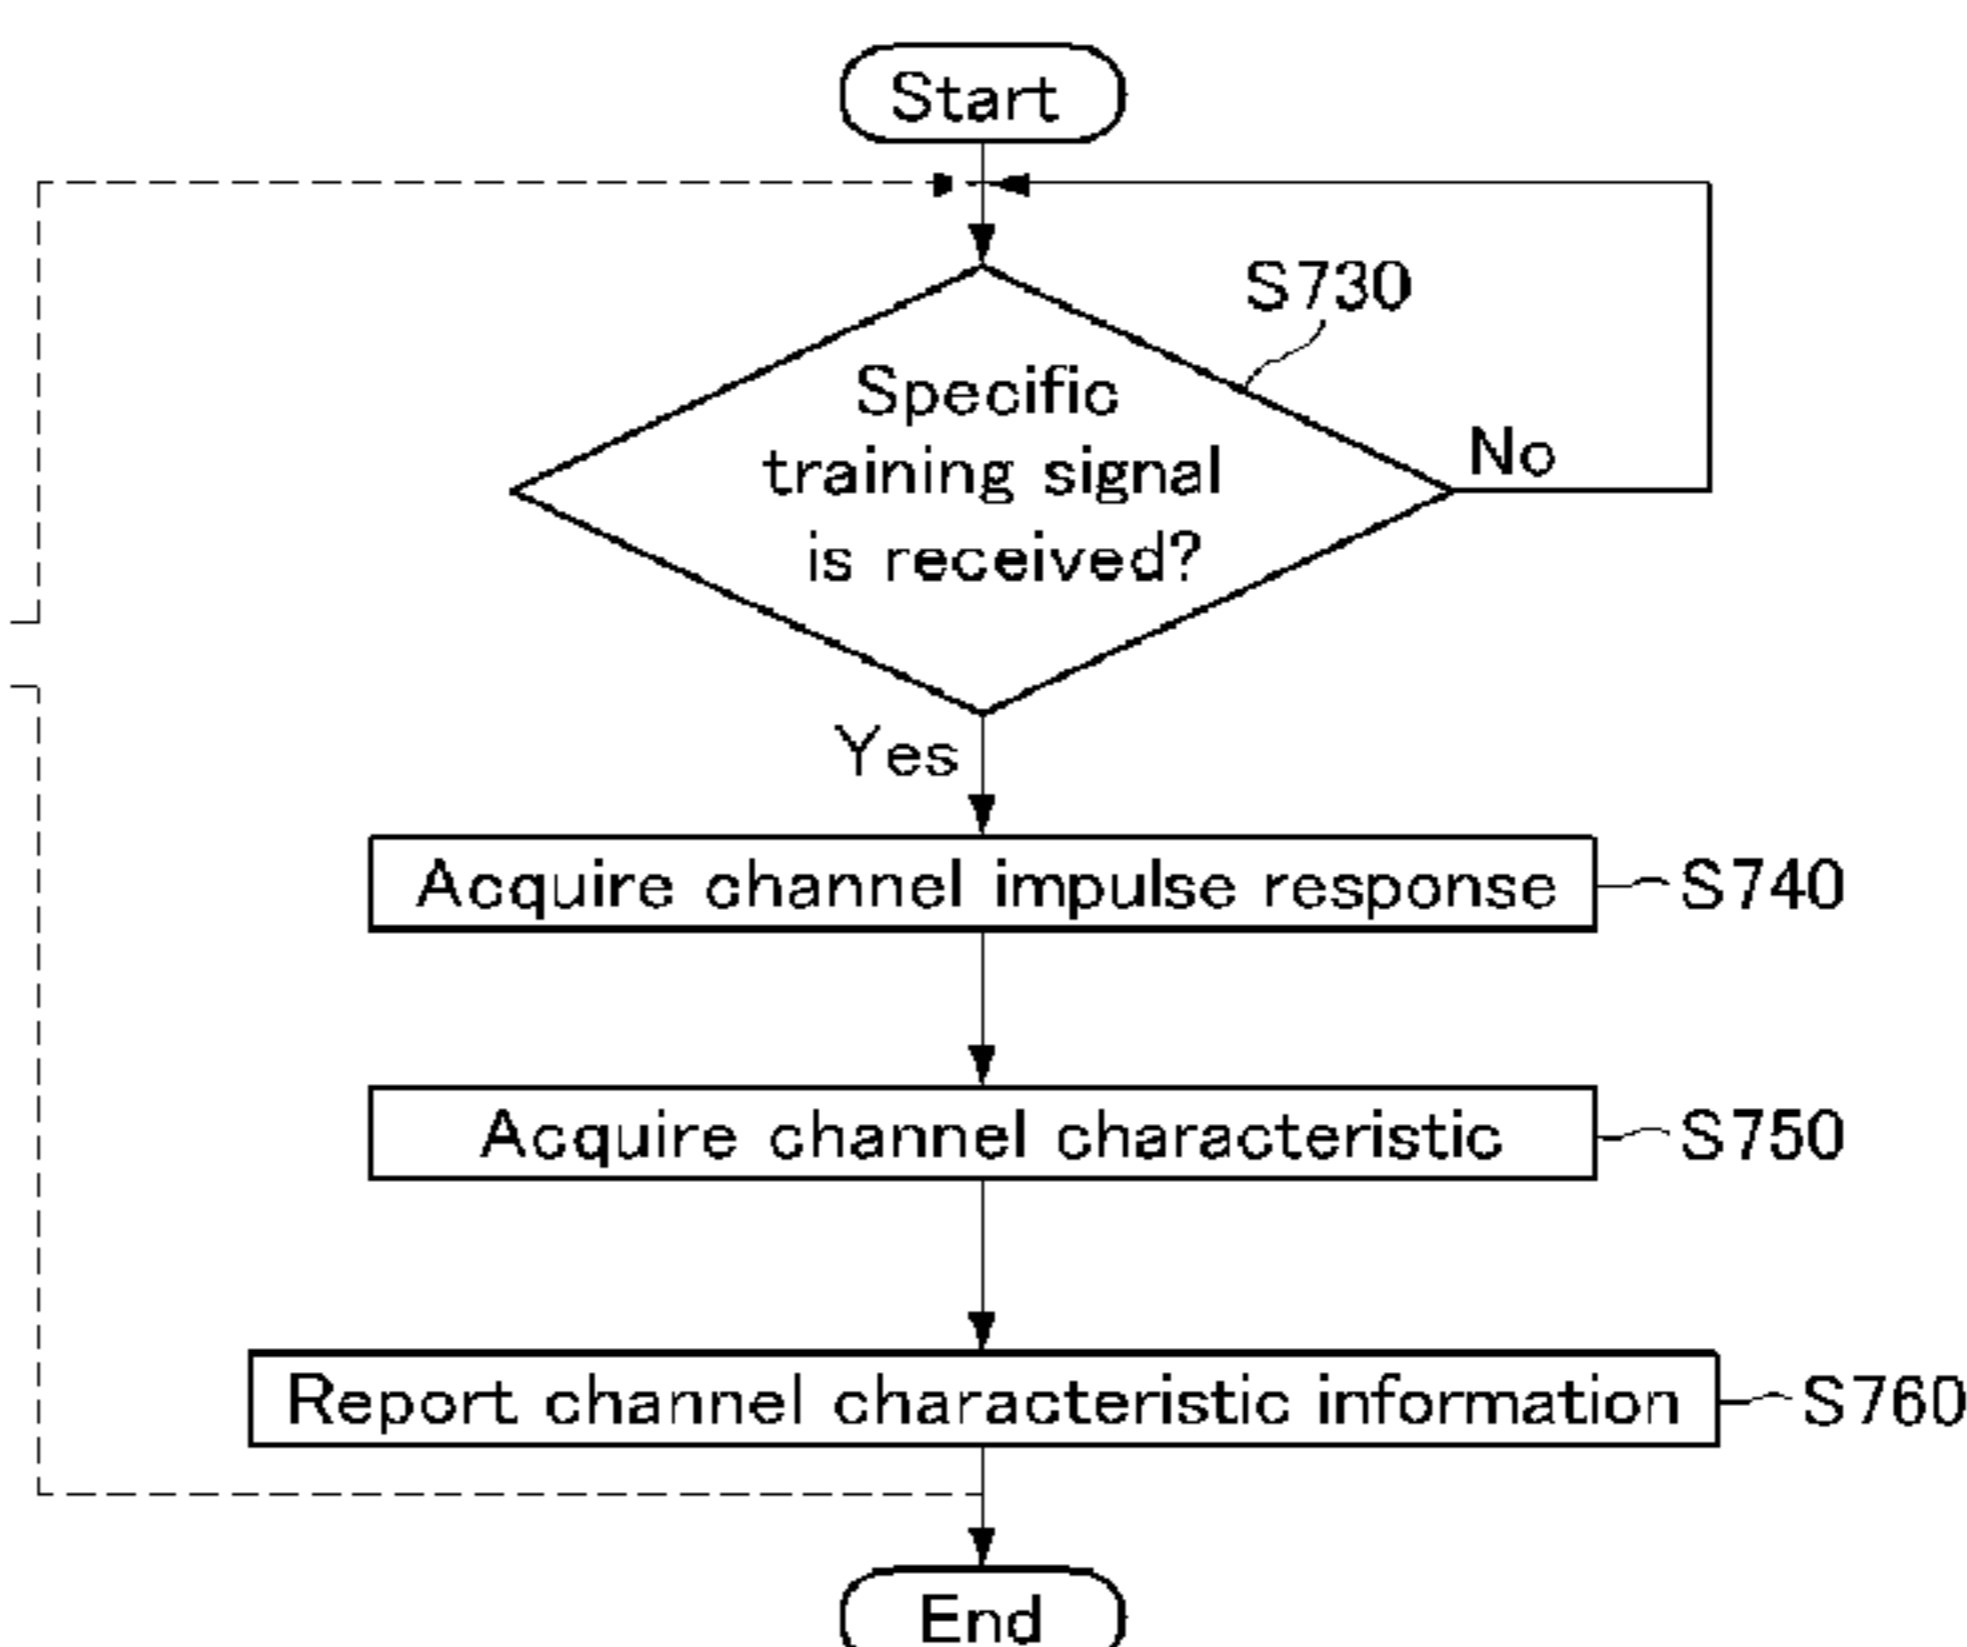 Start
S730
Specific
training signal
is received?
No
Yes
Acquire channel impulse response
S740
Acquire channel characteristic
S750
Report channel characteristic information
S760
End